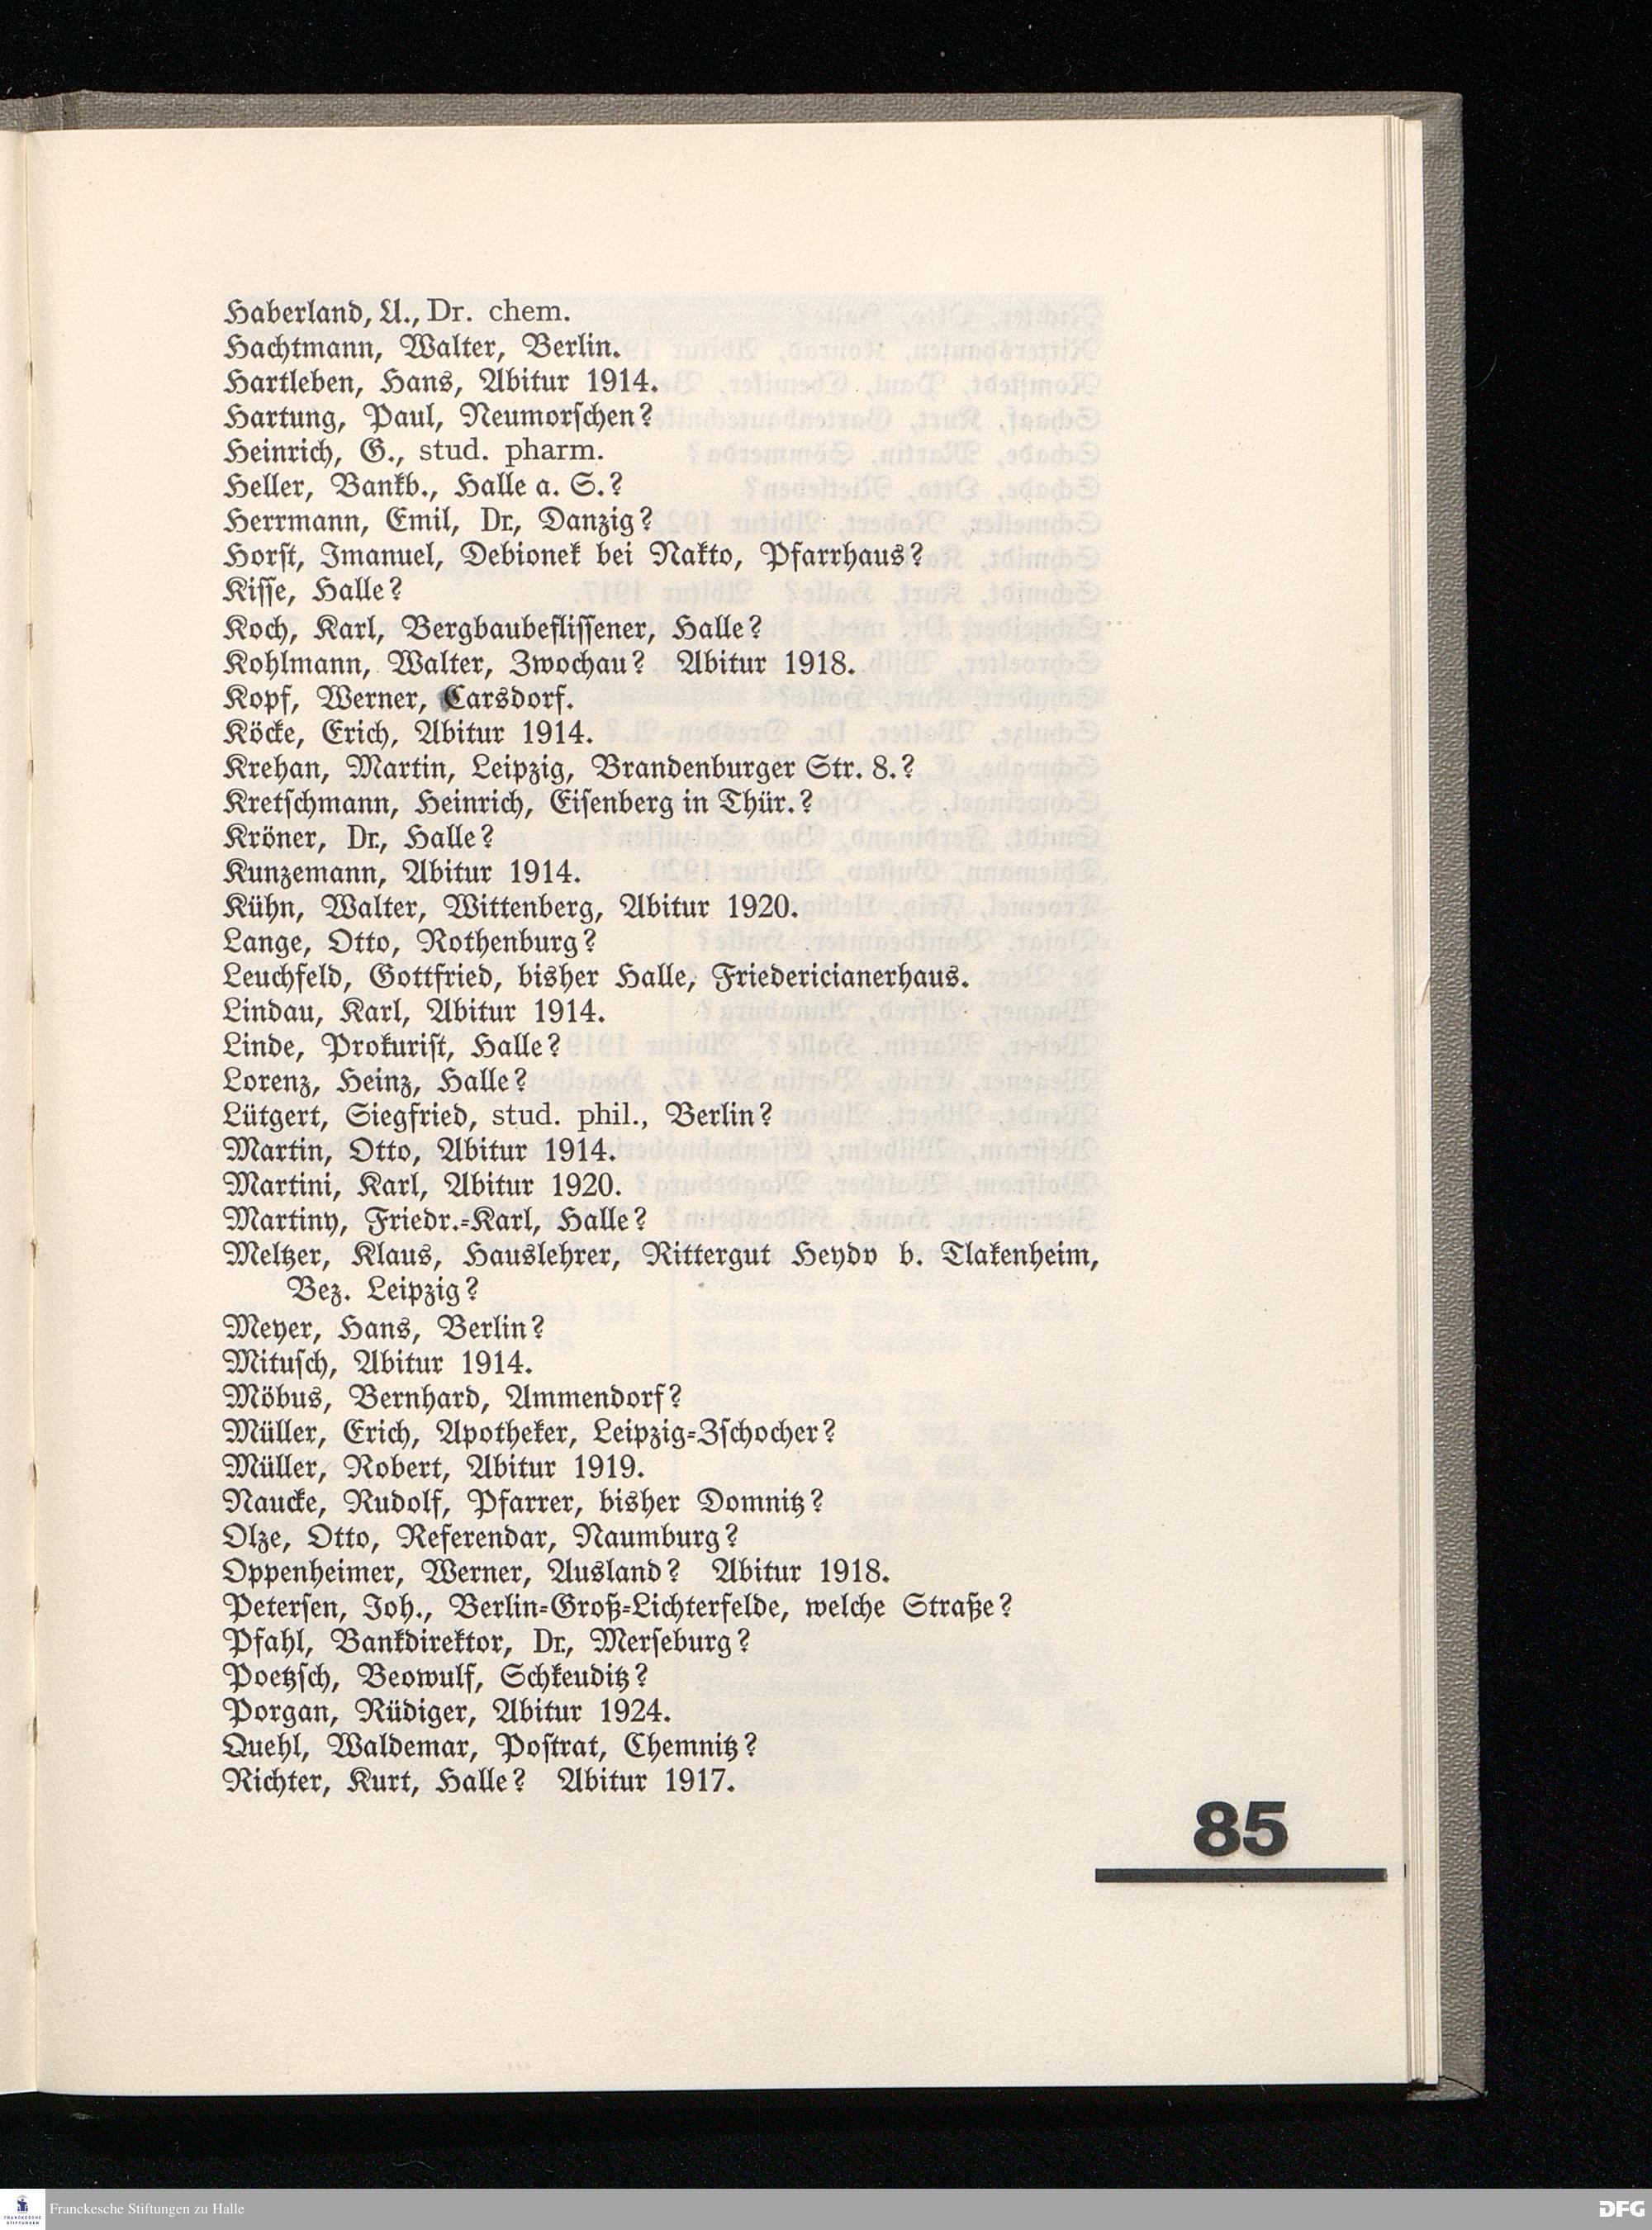 Haberland, U., Dr. chem.
Hachtmann, Walter, Berlin.
Hartleben, Hans, Abitur 1914.
Hartung, Paul, Neumorschen?
Heinrich, G., stud. pharm.
Heller, Bankb., Halle a. S.?
Herrmann, Emil, Dr., Danzig?
Horst, Imanuel, Debionek bei Nakto, Pfarrhaus?
Kisse, Halle?
Koch, Karl, Bergbaubeflissener, Halle?
Kohlmann, Walter, Zwochau? Abitur 1918.
Kopf, Werner, Carsdorf.
Köcke, Erich, Abitur 1914.
Krehan, Martin, Leipzig, Brandenburger Str. 8.?
Kretschmann, Heinrich, Eisenberg in Thür.?
Kröner, Dr., Halle?
Kunzemann, Abitur 1914.
Kühn, Walter, Wittenberg, Abitur 1920.
Lange, Otto, Rothenburg?
Leuchfeld, Gottfried, bisher Halle, Friedericianerhaus.
Lindau, Karl, Abitur 1914.
Linde, Prokurist, Halle?
Lorenz, Heinz, Halle?
Lütgert, Siegfried, stud. phil., Berlin?
Martin, Otto, Abitur 1914.
Martini, Karl, Abitur 1920.
Martiny, Friedr.-Karl, Halle?
Meltzer, Klaus, Hauslehrer, Rittergut Heydv b. Tlakenheim,
Bez. Leipzig?
Meyer, Hans, Berlin?
Mitusch, Abitur 1914.
Möbus, Bernhard, Ammendorf?
Müller, Erich, Apotheker, Leipzig-Zschocher?
Müller, Robert, Abitur 1919.
Naucke, Rudolf, Pfarrer, bisher Domnitz?
Olze, Otto, Referendar, Naumburg?
Oppenheimer, Werner, Ausland? Abitur 1918.
Petersen, Joh., Berlin-Groß-Lichterfelde, welche Straße?
Pfahl, Bankdirektor, Dr., Merseburg?
Poetzsch, Beowulf, Schkeuditz?
Porgan, Rüdiger, Abitur 1924.
Quehl, Waldemar, Postrat, Chemnitz?
Richter, Kurt, Halle? Abitur 1917.
85
FRANCKESCHE
STIFTUNGEN
Franckesche Stiftungen zu Halle
DFG